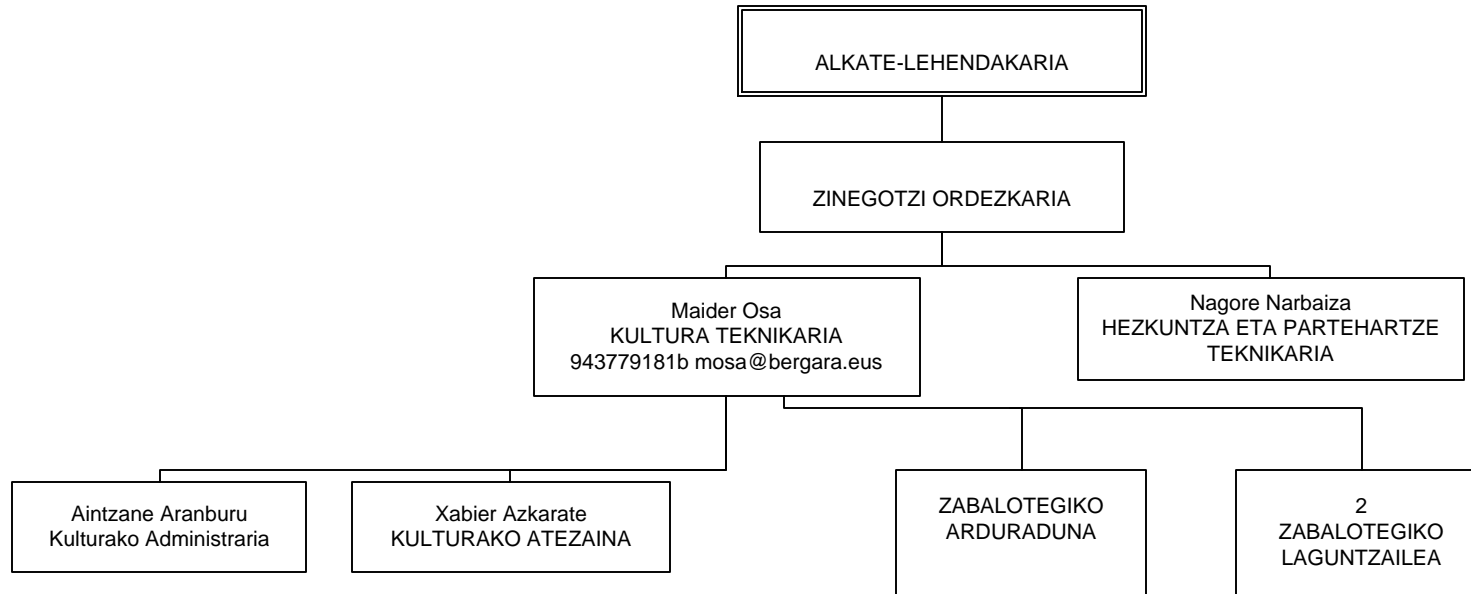 ALKATE-LEHENDAKARIA
ZINEGOTZI ORDEZKARIA
Maider Osa
KULTURA TEKNIKARIA
943779181b mosa@bergara.eus
Nagore Narbaiza
HEZKUNTZA ETA PARTEHARTZE
TEKNIKARIA
Aintzane Aranburu
Kulturako Administraria
Xabier Azkarate
KULTURAKO ATEZAINA
ZABALOTEGIKO
ARDURADUNA
2
ZABALOTEGIKO
LAGUNTZAILEA